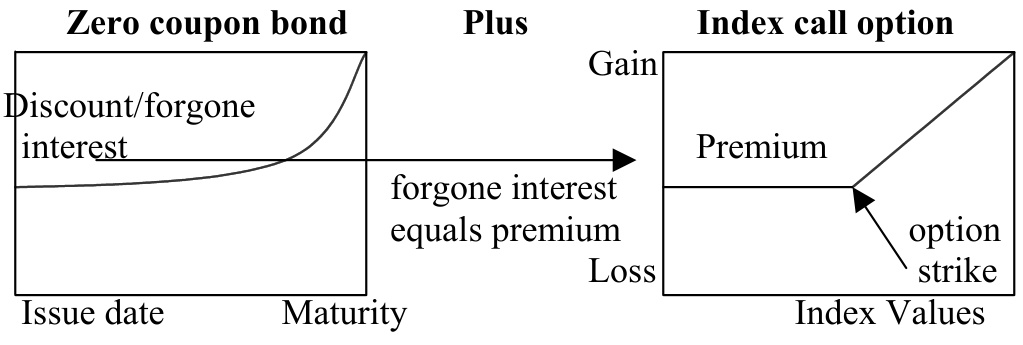 Zero coupon bond
Plus
Index call option
Discount/forgone
interest
forgone interest
equals premium
Gain
Premium
option
strike
Loss
Issue date
Maturity
Index Values